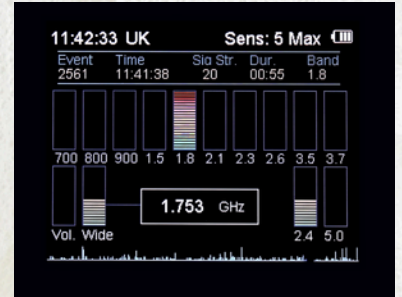 11:42:33 UK Sens: 5 Max
Event Time Sig Str. Dur. Band
2561 11:41:38 20 00:55 1.8
700 800 900 1.5 1.8 2.1 2.3 2.6 3.5 3.7
1.753 GHz
Vol. Wide 2.4 5.0